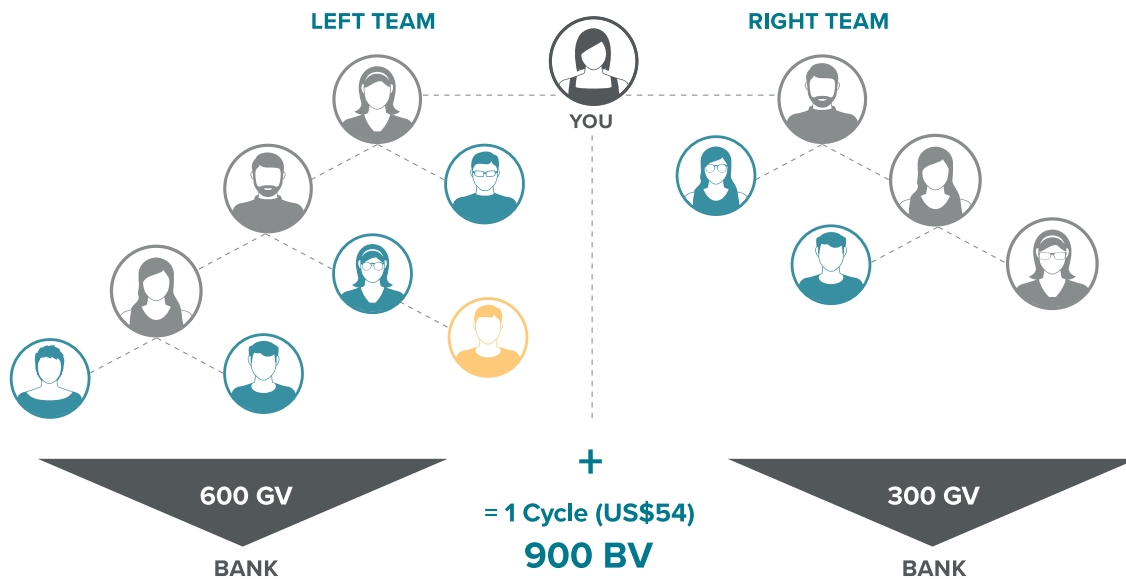 LEFT TEAM
RIGHT TEAM
YOU
600 GV
+
300 GV
= 1 Cycle (US$54)
900 BV
BANK
BANK